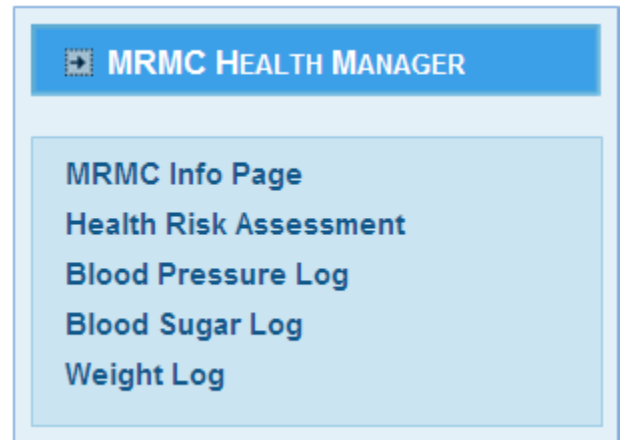 MRMC HEALTH MANAGER
MRMC Info Page
Health Risk Assessment
Blood Pressure Log
Blood Sugar Log
Weight Log